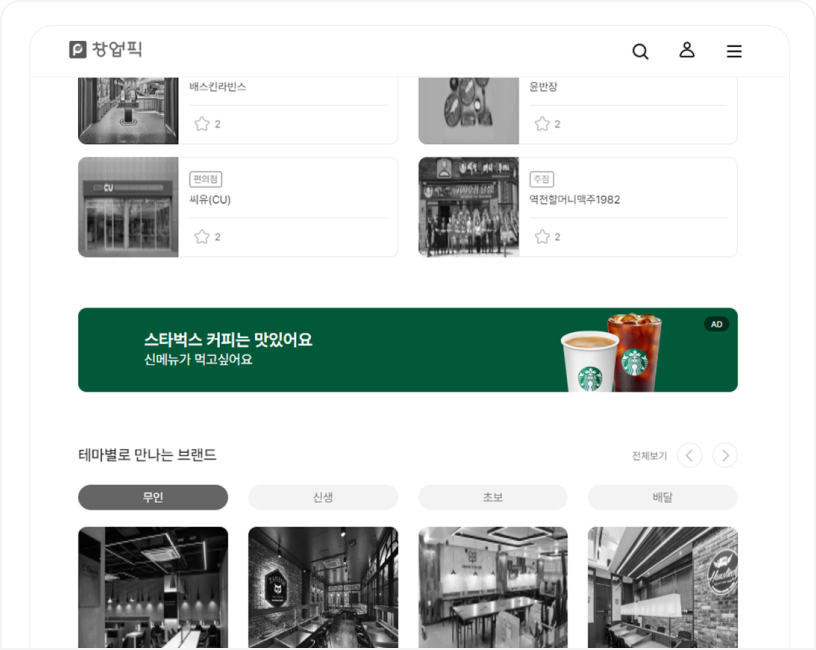 창업픽
배스킨라빈스
윤반장
2
2
편의점
주점
CU
씨유(CU)
역전할머니맥주1982
2
2
AD
스타벅스 커피는 맛있어요
신메뉴가 먹고싶어요
테마별로 만나는 브랜드
전체보기
무인
신생
초보
배달